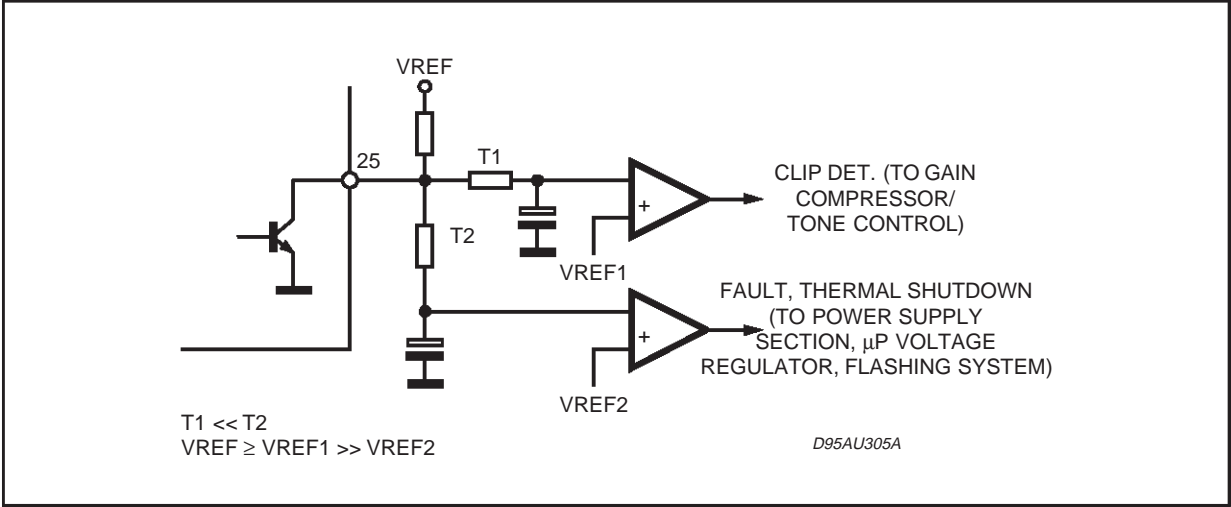 VREF
25
T1
+
VREF1
CLIP DET. (TO GAIN
COMPRESSOR/
TONE CONTROL)
T2
+
VREF2
FAULT, THERMAL SHUTDOWN
(TO POWER SUPPLY
SECTION, µP VOLTAGE
REGULATOR, FLASHING SYSTEM)
T1 << T2
VREF ≥ VREF1 >> VREF2
D95AU305A